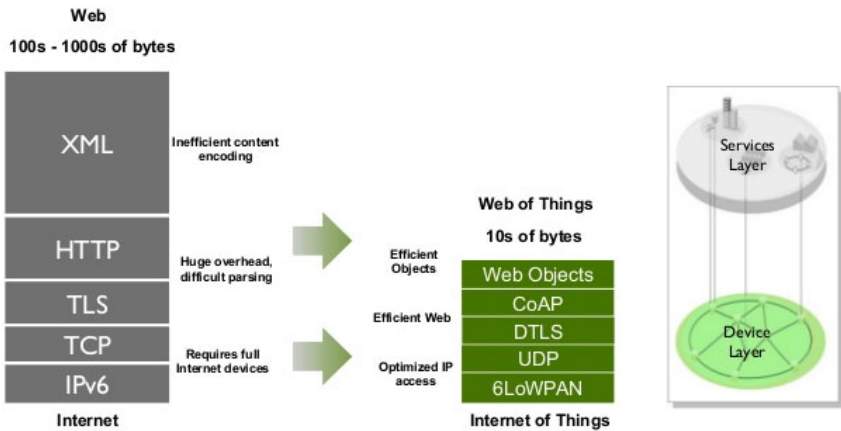 Web
100s - 1000s of bytes
XML
Inefficient content
encoding
HTTP
Huge overhead,
difficult parsing
TLS
TCP
Requires full
Internet devices
IPv6
Internet
Web of Things
10s of bytes
Efficient
Objects
Web Objects
CoAP
Efficient Web
DTLS
UDP
Optimized IP
access
6LoWPAN
Internet of Things
Services
Layer
Device
Layer